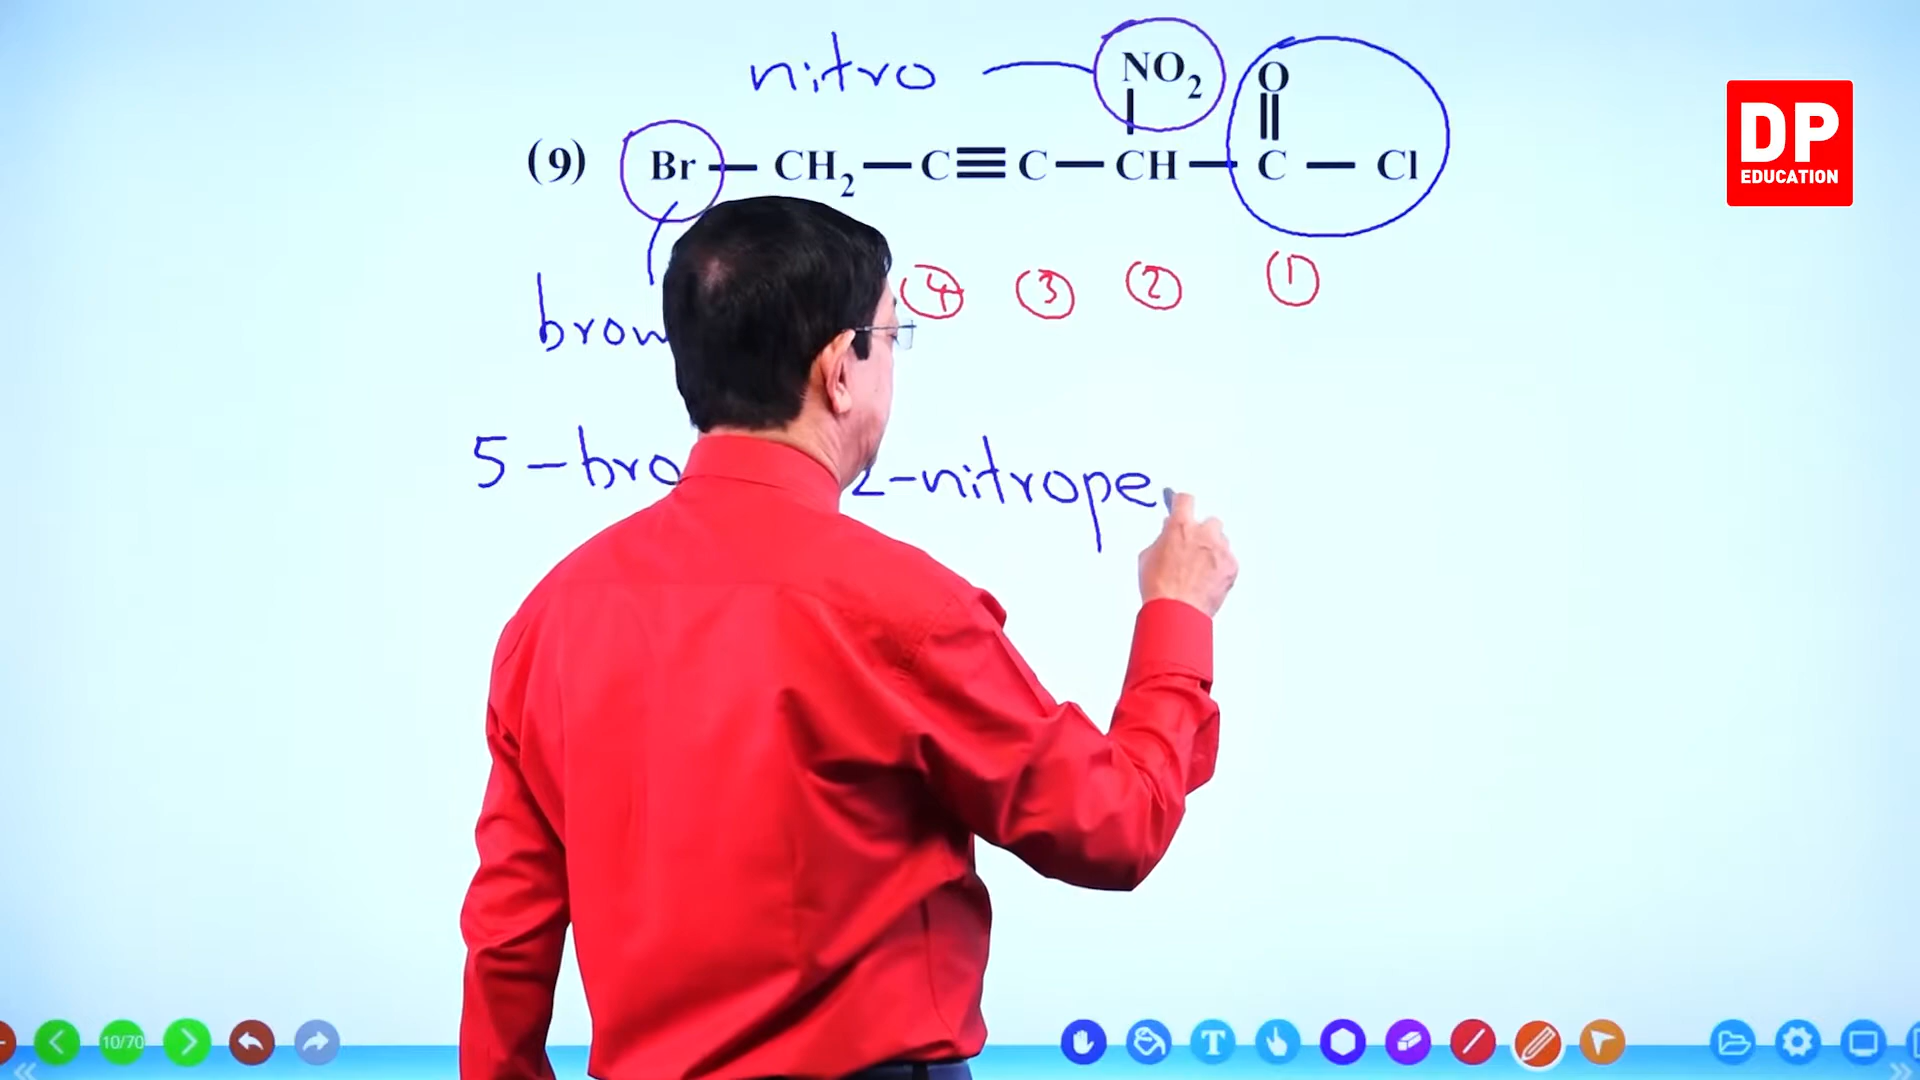 nitro
NO2
O
(9) Br — CH2 — C≡C — CH — C — Cl
④ ③ ② ①
5-bro 2-nitrope
DP
EDUCATION
10/70
T